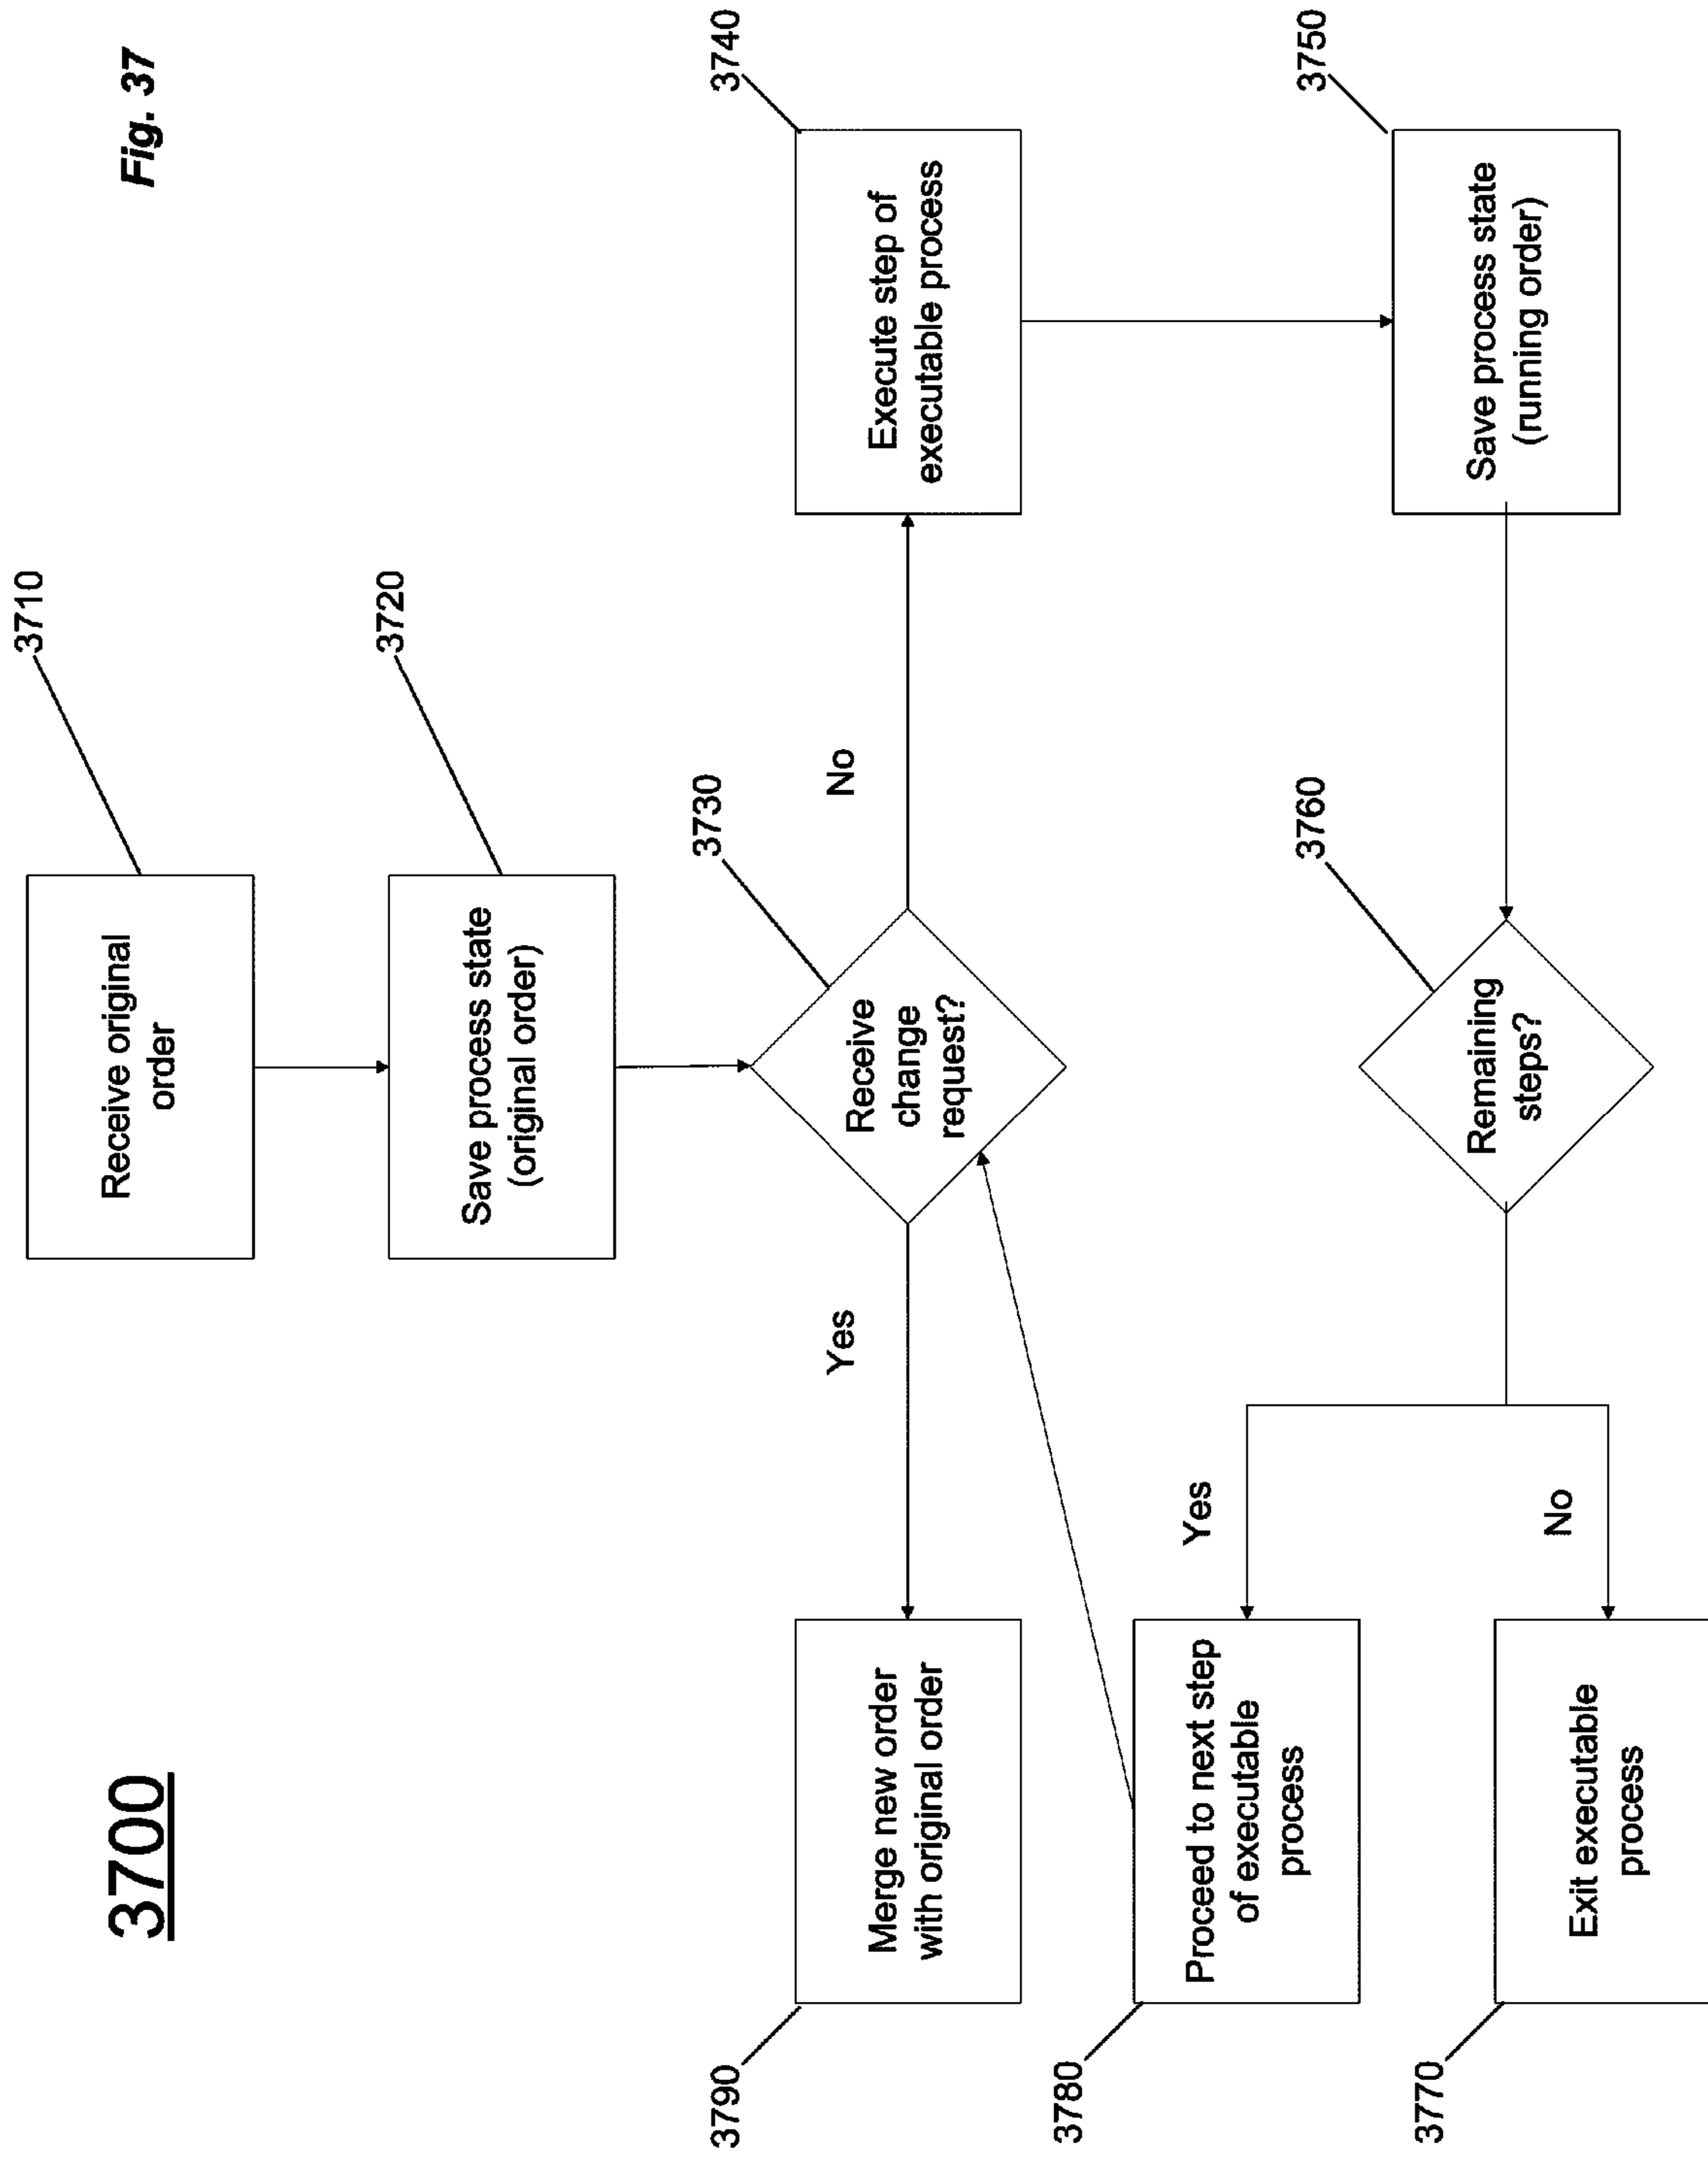 3700
Fig. 37
3710
Receive original
order
3720
Save process state
(original order)
3730
Receive
change
request?
Yes
No
3790
Merge new order
with original order
3740
Execute step of
executable process
3780
Proceed to next step
of executable
process
3750
Save process state
(running order)
3760
Remaining
steps?
Yes
No
3770
Exit executable
process